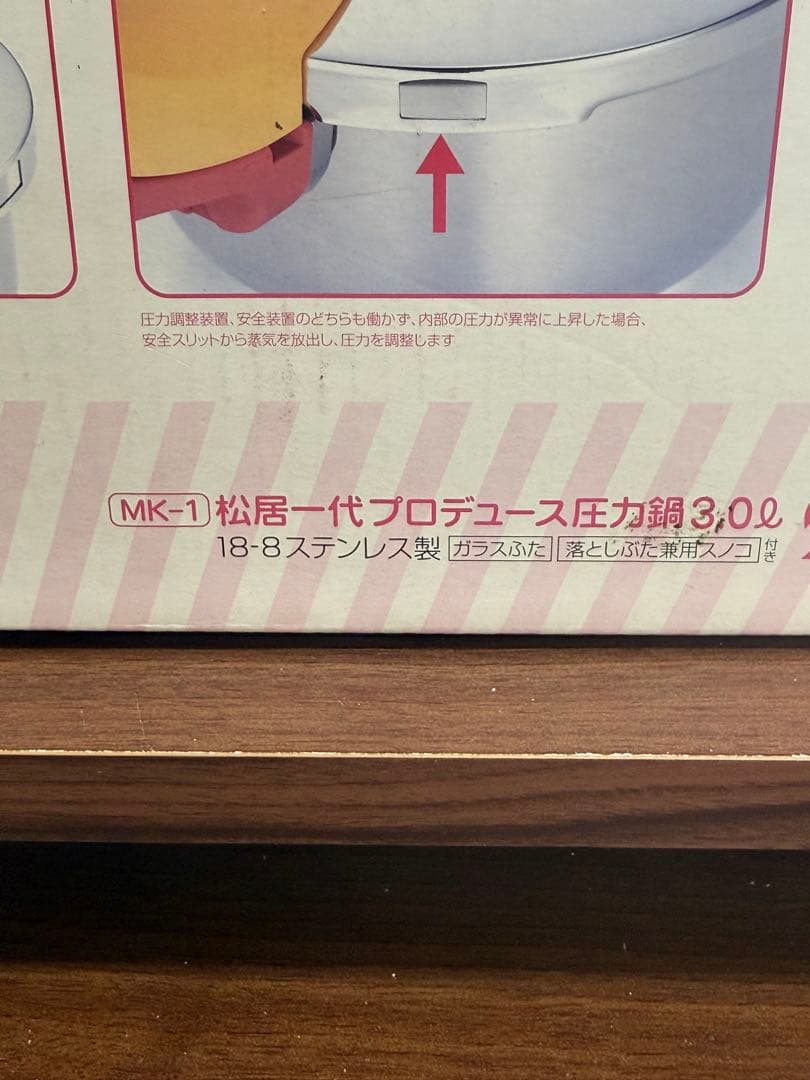 圧力調整装置、安全装置のどちらも働かず、内部の圧力が異常に上昇した場合、
安全スリットから蒸気を放出し、圧力を調整します
MK-1 松居一代プロデュース圧力鍋3.0ℓ
18-8ステンレス製 ガラスふた 落としぶた兼用スノコ 付き